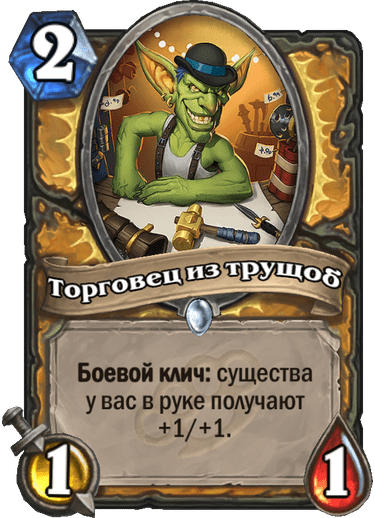 2
Торговец из трущоб
Боевой клич: существа
у вас в руке получают
+1/+1.
1
1